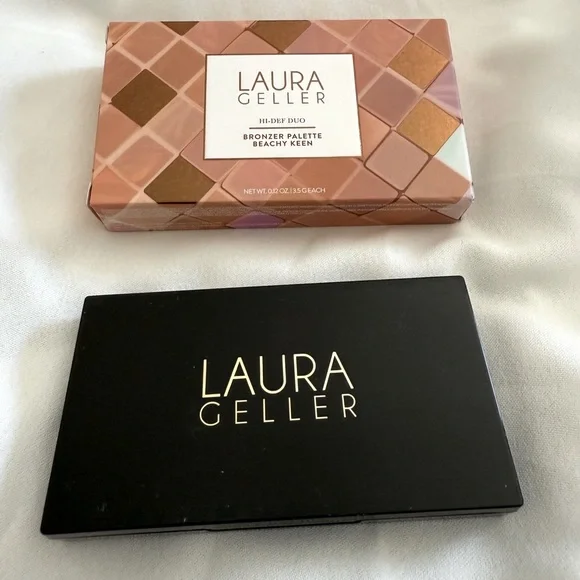 LAURA
GELLER
HI-DEF DUO
BRONZER PALETTE
BEACHY KEEN
NET WT. 0.12 OZ. | 3.5 G EACH
LAURA
GELLER